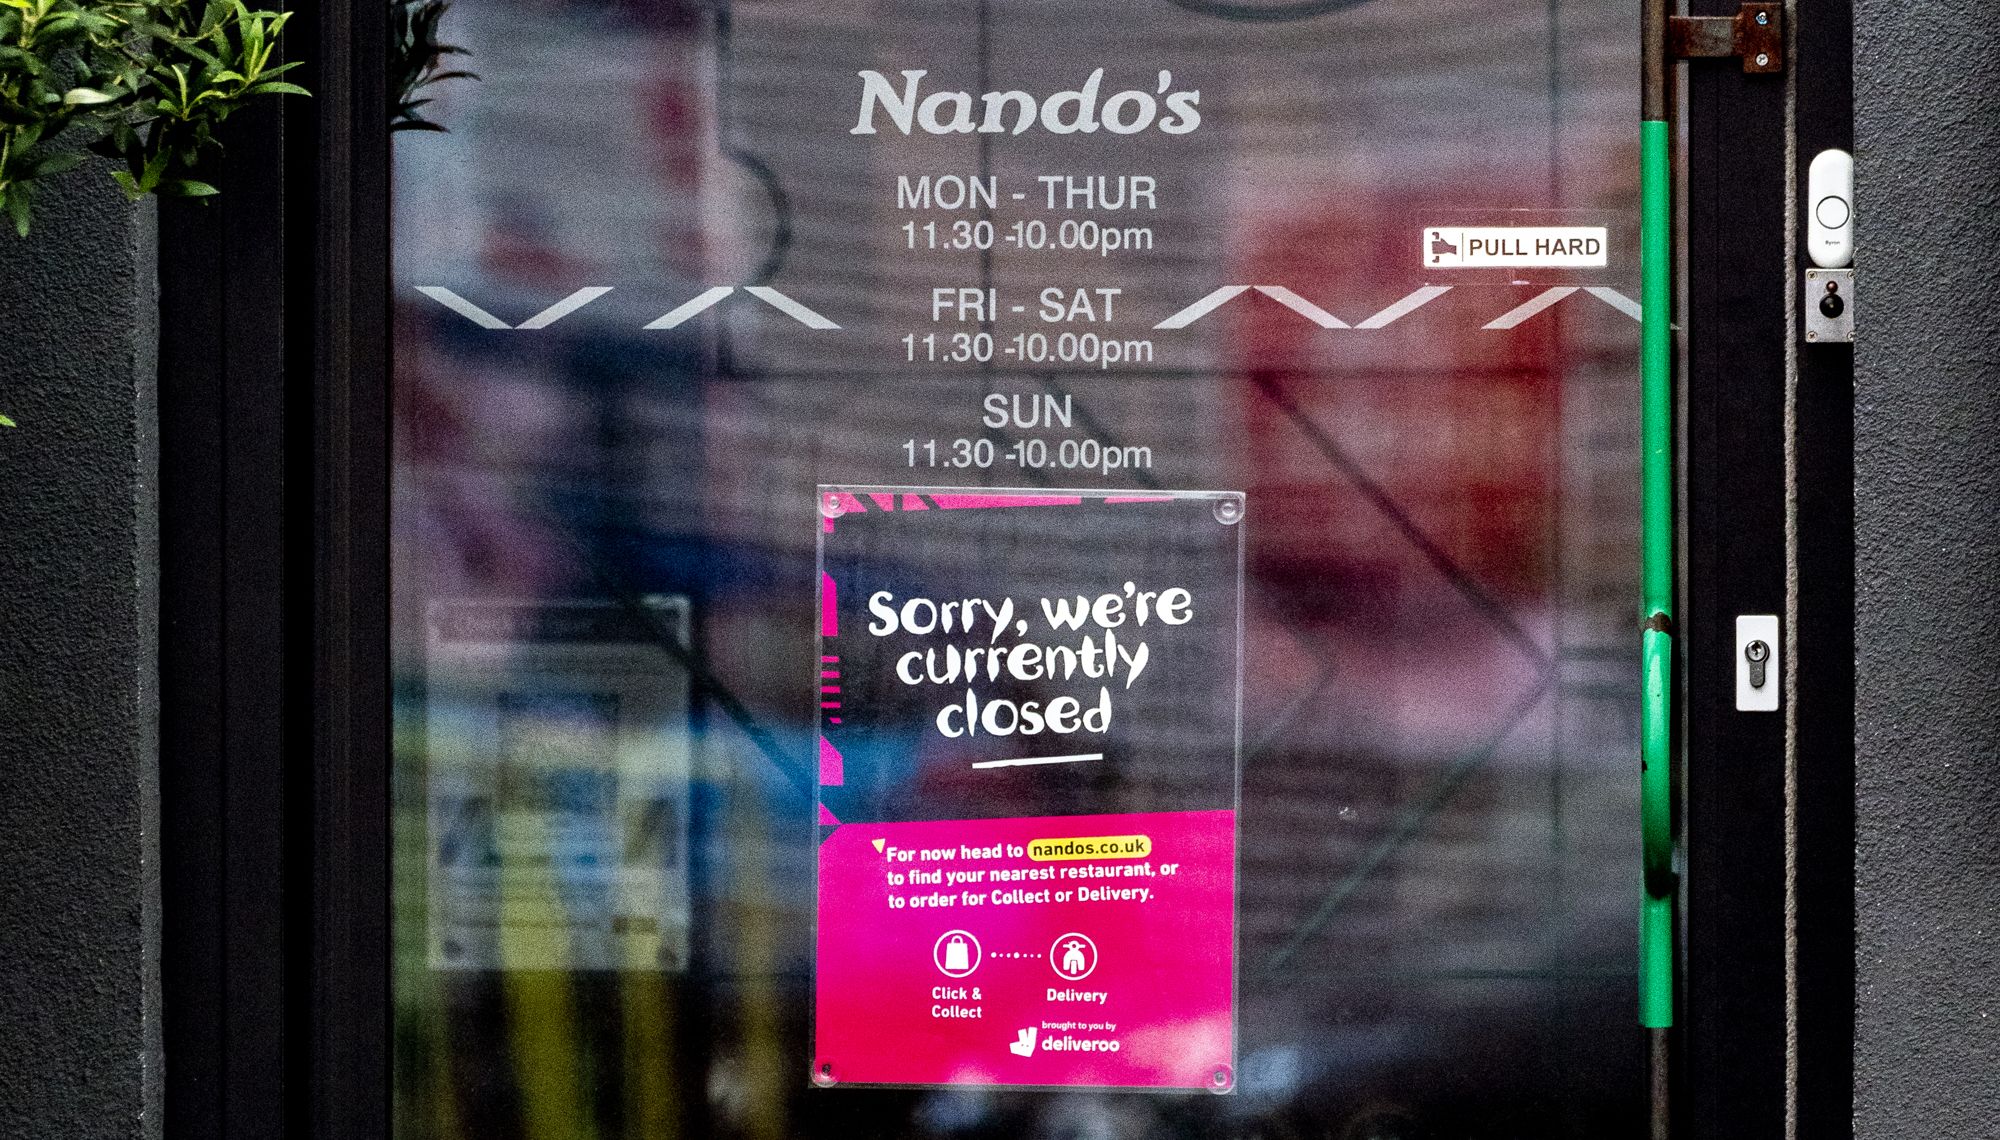 Nando's
MON - THUR
11.30 -10.00pm
PULL HARD
FRI - SAT
11.30 -10.00pm
SUN
11.30 -10.00pm
Sorry, we're
currently
closed
For now head to nandos.co.uk
to find your nearest restaurant, or
to order for Collect or Delivery.
Click &
Collect
Delivery
brought to you by
deliveroo
Byron